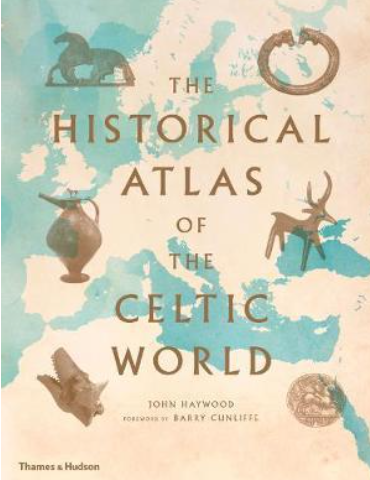 THE
HISTORICAL
ATLAS
OF
THE
CELTIC
WORLD
JOHN HAYWOOD
FOREWORD BY BARRY CUNLIFFE
Thames & Hudson